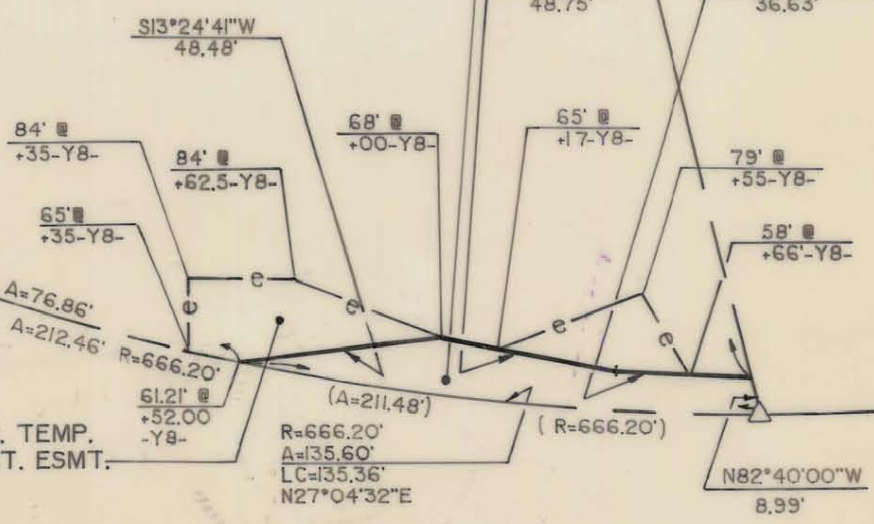 48.75'
36.63'
S13°24'41"W
48.48'
84' @
+35-Y8-
84' @
+62.5-Y8-
68' @
+00-Y8-
65' @
+17-Y8-
79' @
+55-Y8-
65' @
+35-Y8-
58' @
+66'-Y8-
e
e
e
e
e
A=76.86'
A=212.46'
R=666.20'
61.21' @
+52.00
-Y8-
(A=211.48')
(R=666.20')
TEMP.
T. ESMT.
R=666.20'
A=135.60'
LC=135.36'
N27°04'32"E
N82°40'00"W
8.99'